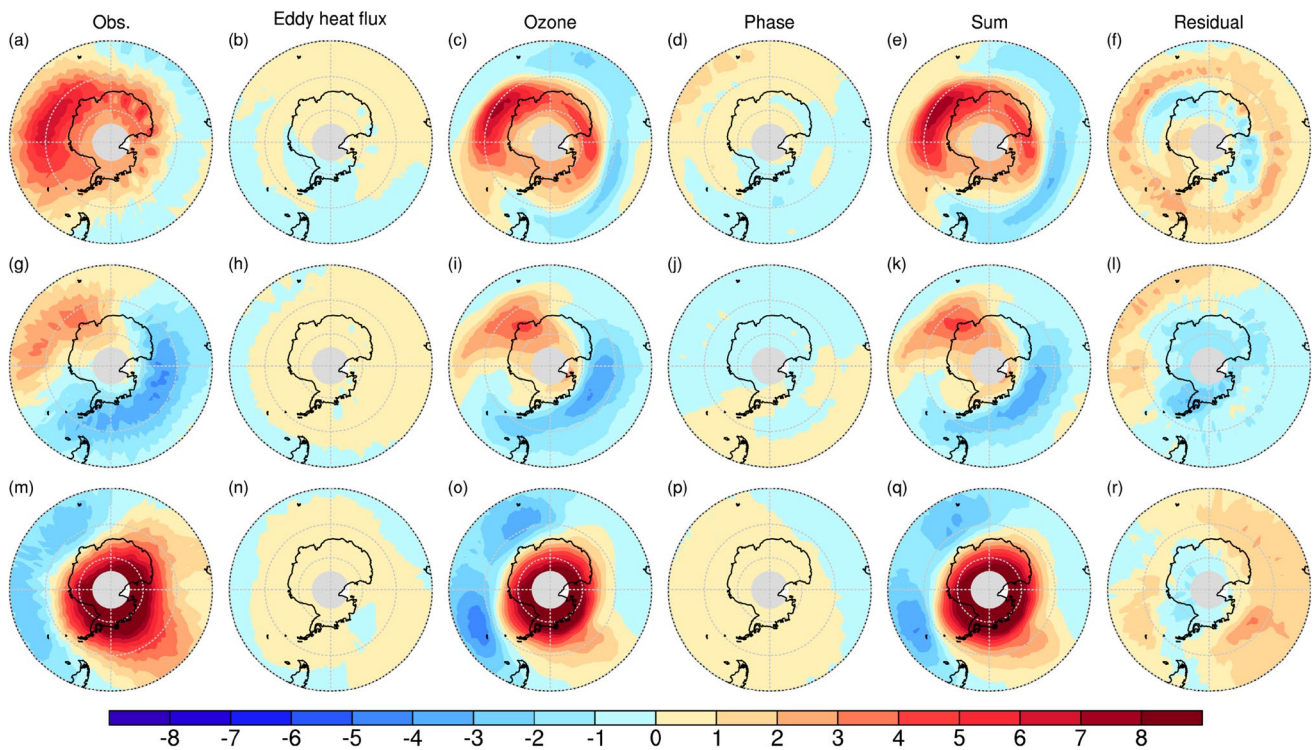 Obs. Eddy heat flux Ozone Phase Sum Residual
(a) (b) (c) (d) (e) (f)
(g) (h) (i) (j) (k) (l)
(m) (n) (o) (p) (q) (r)
-8 -7 -6 -5 -4 -3 -2 -1 0 1 2 3 4 5 6 7 8